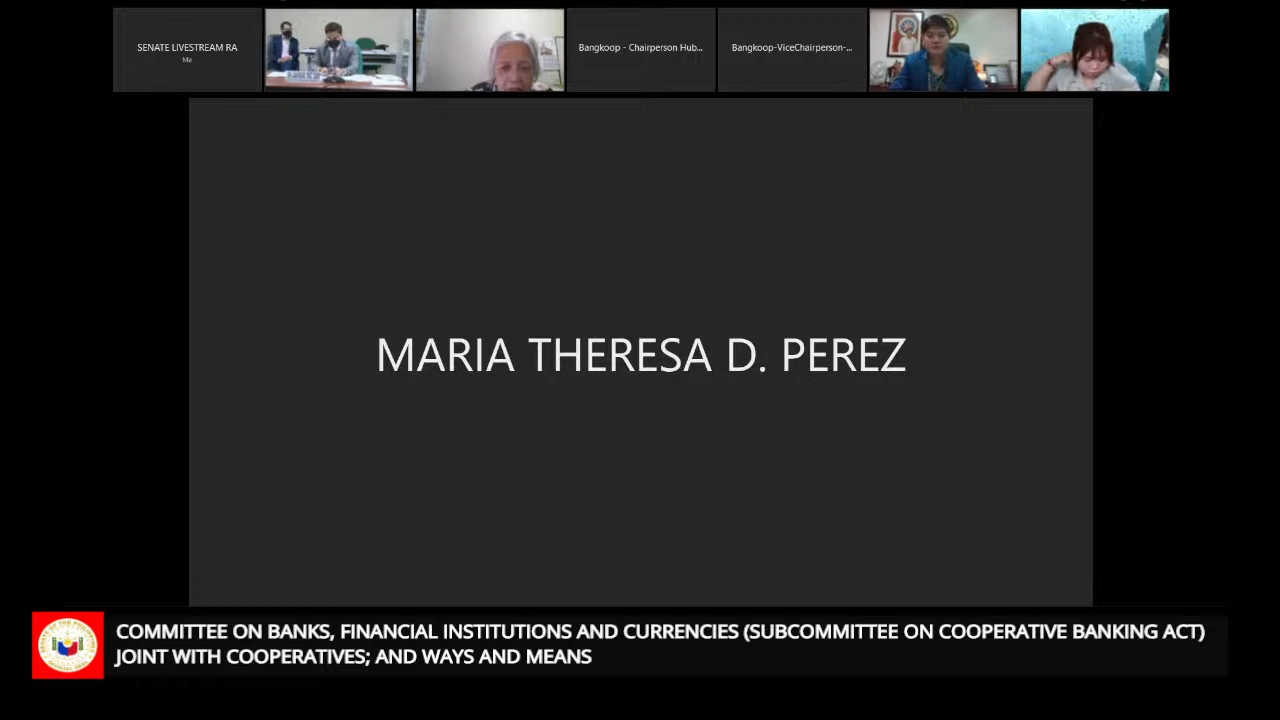 SENATE LIVESTREAM RA
Me
Bangkoop - Chairperson Hub...
Bangkoop-ViceChairperson-...
MARIA THERESA D. PEREZ
COMMITTEE ON BANKS, FINANCIAL INSTITUTIONS AND CURRENCIES (SUBCOMMITTEE ON COOPERATIVE BANKING ACT)
JOINT WITH COOPERATIVES; AND WAYS AND MEANS